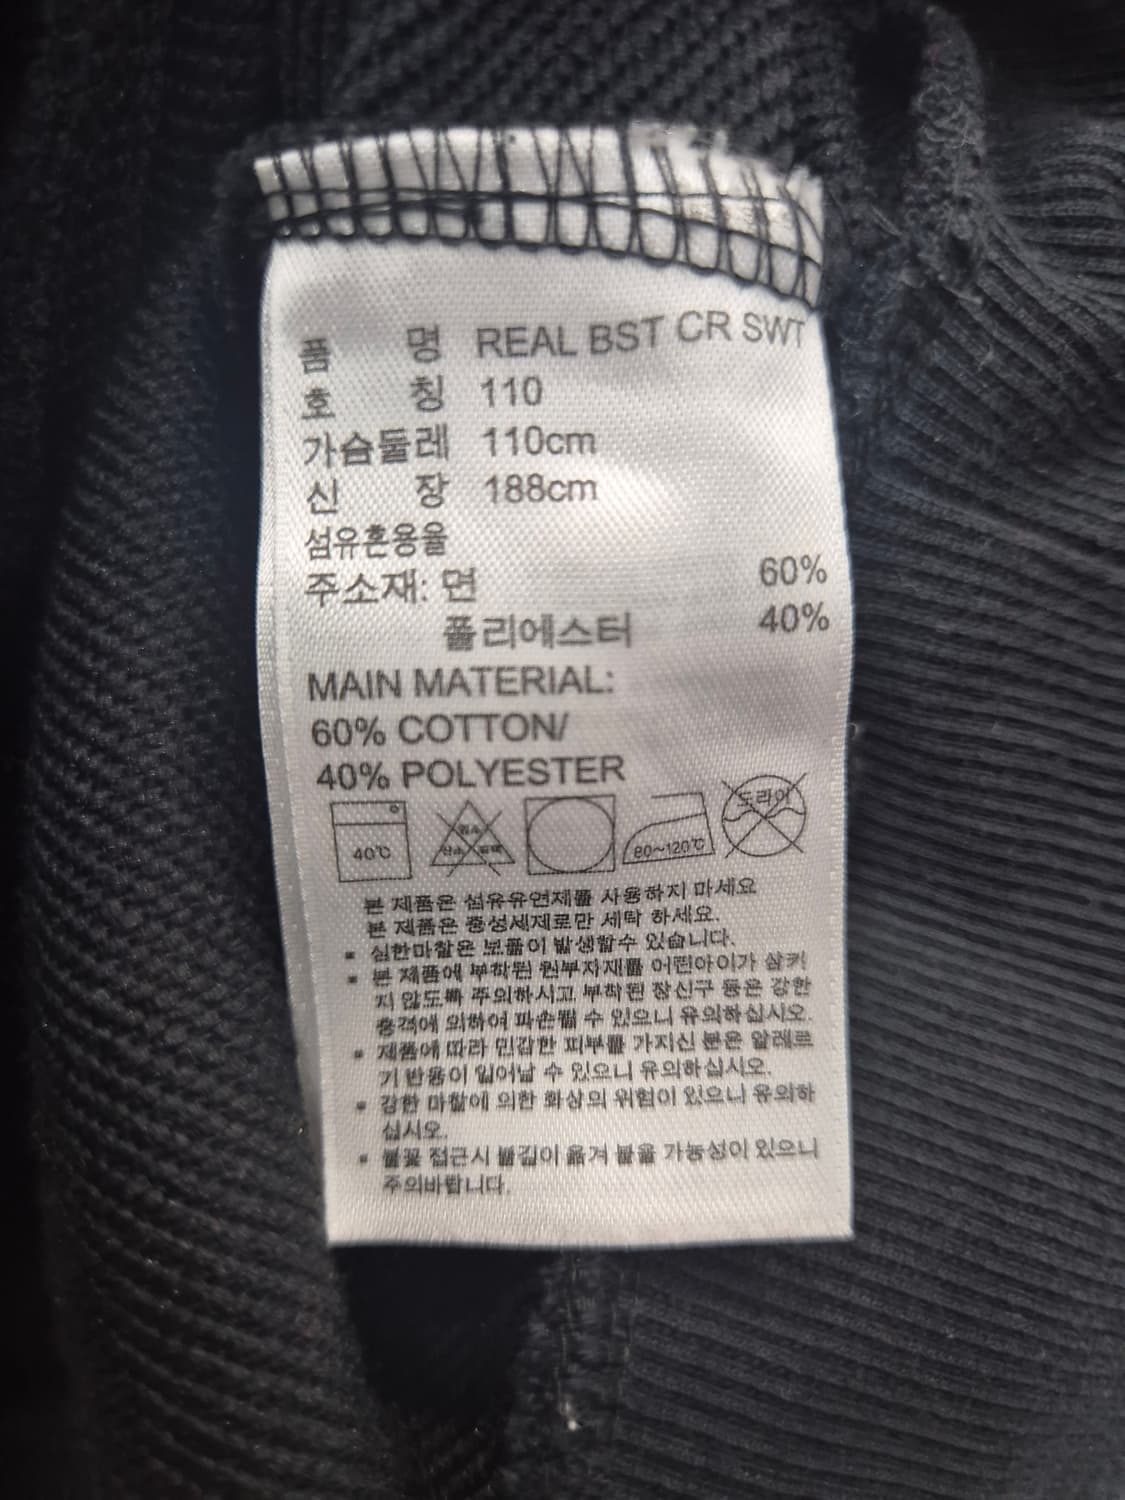 품 명 REAL BST CR SWT
호 칭 110
가슴둘레 110cm
신 장 188cm
섬유혼용율
주소재: 면 60%
폴리에스터 40%
MAIN MATERIAL:
60% COTTON/
40% POLYESTER
40℃ 염소 산소 표백 80~120℃ 드라이
본 제품은 섬유유연제를 사용하지 마세요
본 제품은 중성세제로만 세탁 하세요.
▪ 심한마찰은 보풀이 발생할수 있습니다.
▪ 본 제품에 부착된 원부자재를 어린아이가 삼키
지 않도록 주의하시고 부착된 장신구 등은 강한
충격에 의하여 파손될 수 있으니 유의하십시오.
▪ 제품에 따라 민감한 피부를 가지신 분은 알레르
기 반응이 일어날 수 있으니 유의하십시오.
▪ 강한 마찰에 의한 화상의 위험이 있으니 유의하
십시오.
▪ 불꽃 접근시 불길이 옮겨 붙을 가능성이 있으니
주의바랍니다.